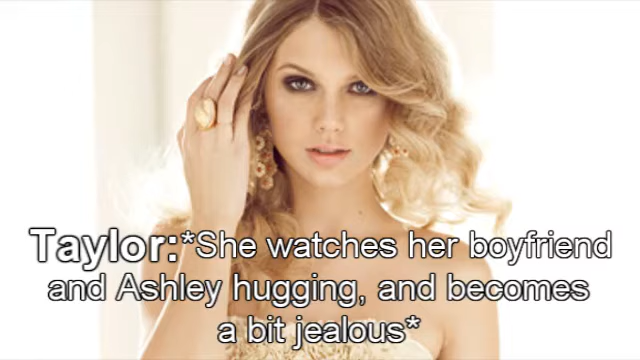 Taylor:*She watches her boyfriend
and Ashley hugging, and becomes
a bit jealous*